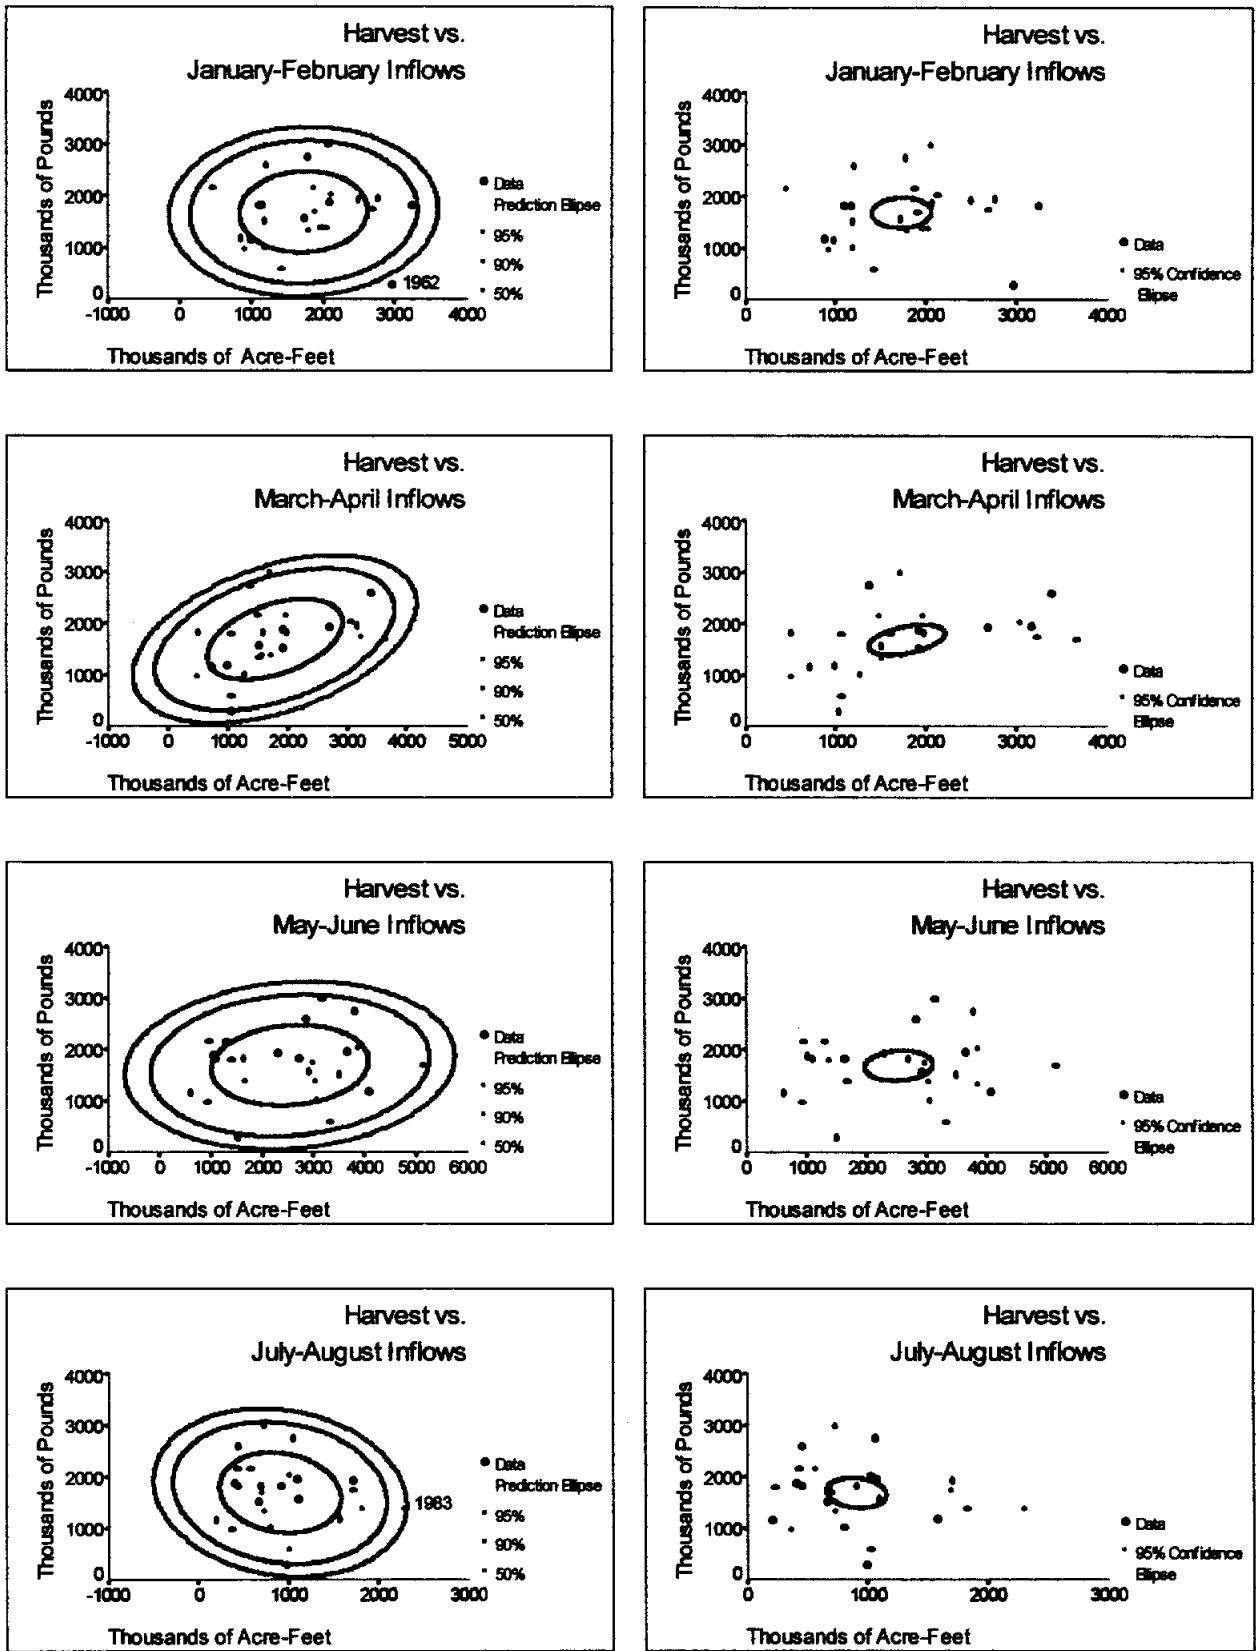 Harvest vs.
January-February Inflows
Thousands of Pounds
4000
3000
2000
1000
0
-1000 0 1000 2000 3000 4000
Thousands of Acre-Feet
Data
Prediction Ellipse
95%
90%
50%
1962
Harvest vs.
January-February Inflows
Thousands of Pounds
4000
3000
2000
1000
0
0 1000 2000 3000 4000
Thousands of Acre-Feet
Data
95% Confidence
Ellipse
Harvest vs.
March-April Inflows
Thousands of Pounds
4000
3000
2000
1000
0
-1000 0 1000 2000 3000 4000 5000
Thousands of Acre-Feet
Data
Prediction Ellipse
95%
90%
50%
Harvest vs.
March-April Inflows
Thousands of Pounds
4000
3000
2000
1000
0
0 1000 2000 3000 4000
Thousands of Acre-Feet
Data
95% Confidence
Ellipse
Harvest vs.
May-June Inflows
Thousands of Pounds
4000
3000
2000
1000
0
-1000 0 1000 2000 3000 4000 5000 6000
Thousands of Acre-Feet
Data
Prediction Ellipse
95%
90%
50%
Harvest vs.
May-June Inflows
Thousands of Pounds
4000
3000
2000
1000
0
0 1000 2000 3000 4000 5000 6000
Thousands of Acre-Feet
Data
95% Confidence
Ellipse
Harvest vs.
July-August Inflows
Thousands of Pounds
4000
3000
2000
1000
0
-1000 0 1000 2000 3000
Thousands of Acre-Feet
Data
Prediction Ellipse
95%
90%
50%
1983
Harvest vs.
July-August Inflows
Thousands of Pounds
4000
3000
2000
1000
0
0 1000 2000 3000
Thousands of Acre-Feet
Data
95% Confidence
Ellipse